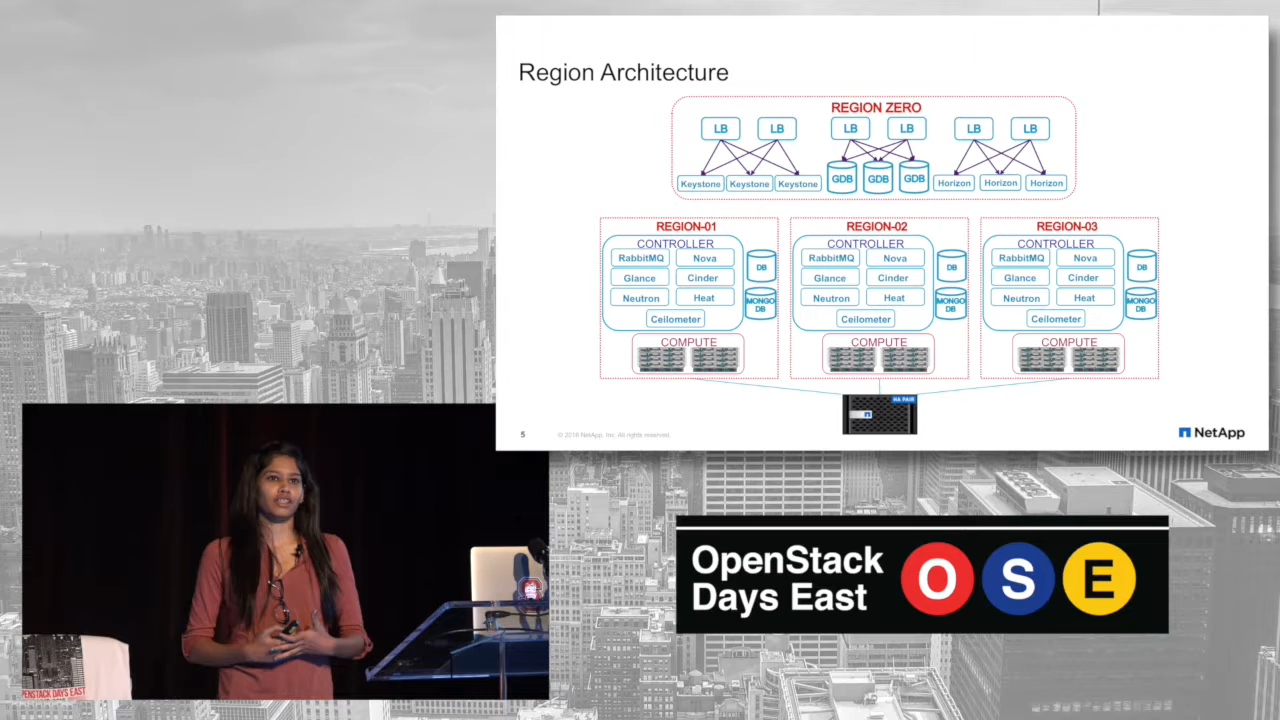 Region Architecture
REGION ZERO
LB LB LB LB LB LB
Keystone Keystone Keystone GDB GDB GDB Horizon Horizon Horizon
REGION-01 REGION-02 REGION-03
CONTROLLER CONTROLLER CONTROLLER
RabbitMQ Nova DB RabbitMQ Nova DB RabbitMQ Nova DB
Glance Cinder Glance Cinder Glance Cinder
Neutron Heat MONGO DB Neutron Heat MONGO DB Neutron Heat MONGO DB
Ceilometer Ceilometer Ceilometer
COMPUTE COMPUTE COMPUTE
HA PAIR
5 © 2016 NetApp, Inc. All rights reserved. NetApp
OpenStack
Days East
O S E
PENSTACK DAYS EAST